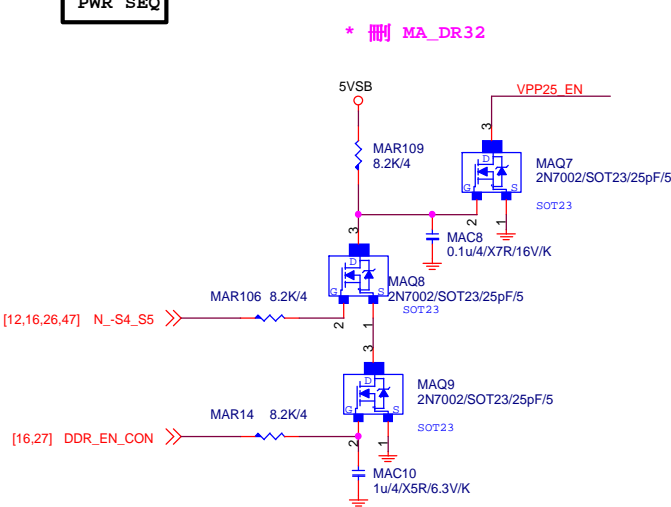 PWR SEQ
* 删 MA_DR32
5VSB
VPP25_EN
MAR109
8.2K/4
3
D
G
S
MAQ7
2N7002/SOT23/25pF/5
SOT23
2
1
MAC8
0.1u/4/X7R/16V/K
3
D
G
S
MAQ8
2N7002/SOT23/25pF/5
SOT23
MAR106 8.2K/4
[12,16,26,47] N_-S4_S5
2
1
3
D
G
S
MAQ9
2N7002/SOT23/25pF/5
SOT23
MAR14 8.2K/4
[16,27] DDR_EN_CON
2
1
MAC10
1u/4/X5R/6.3V/K